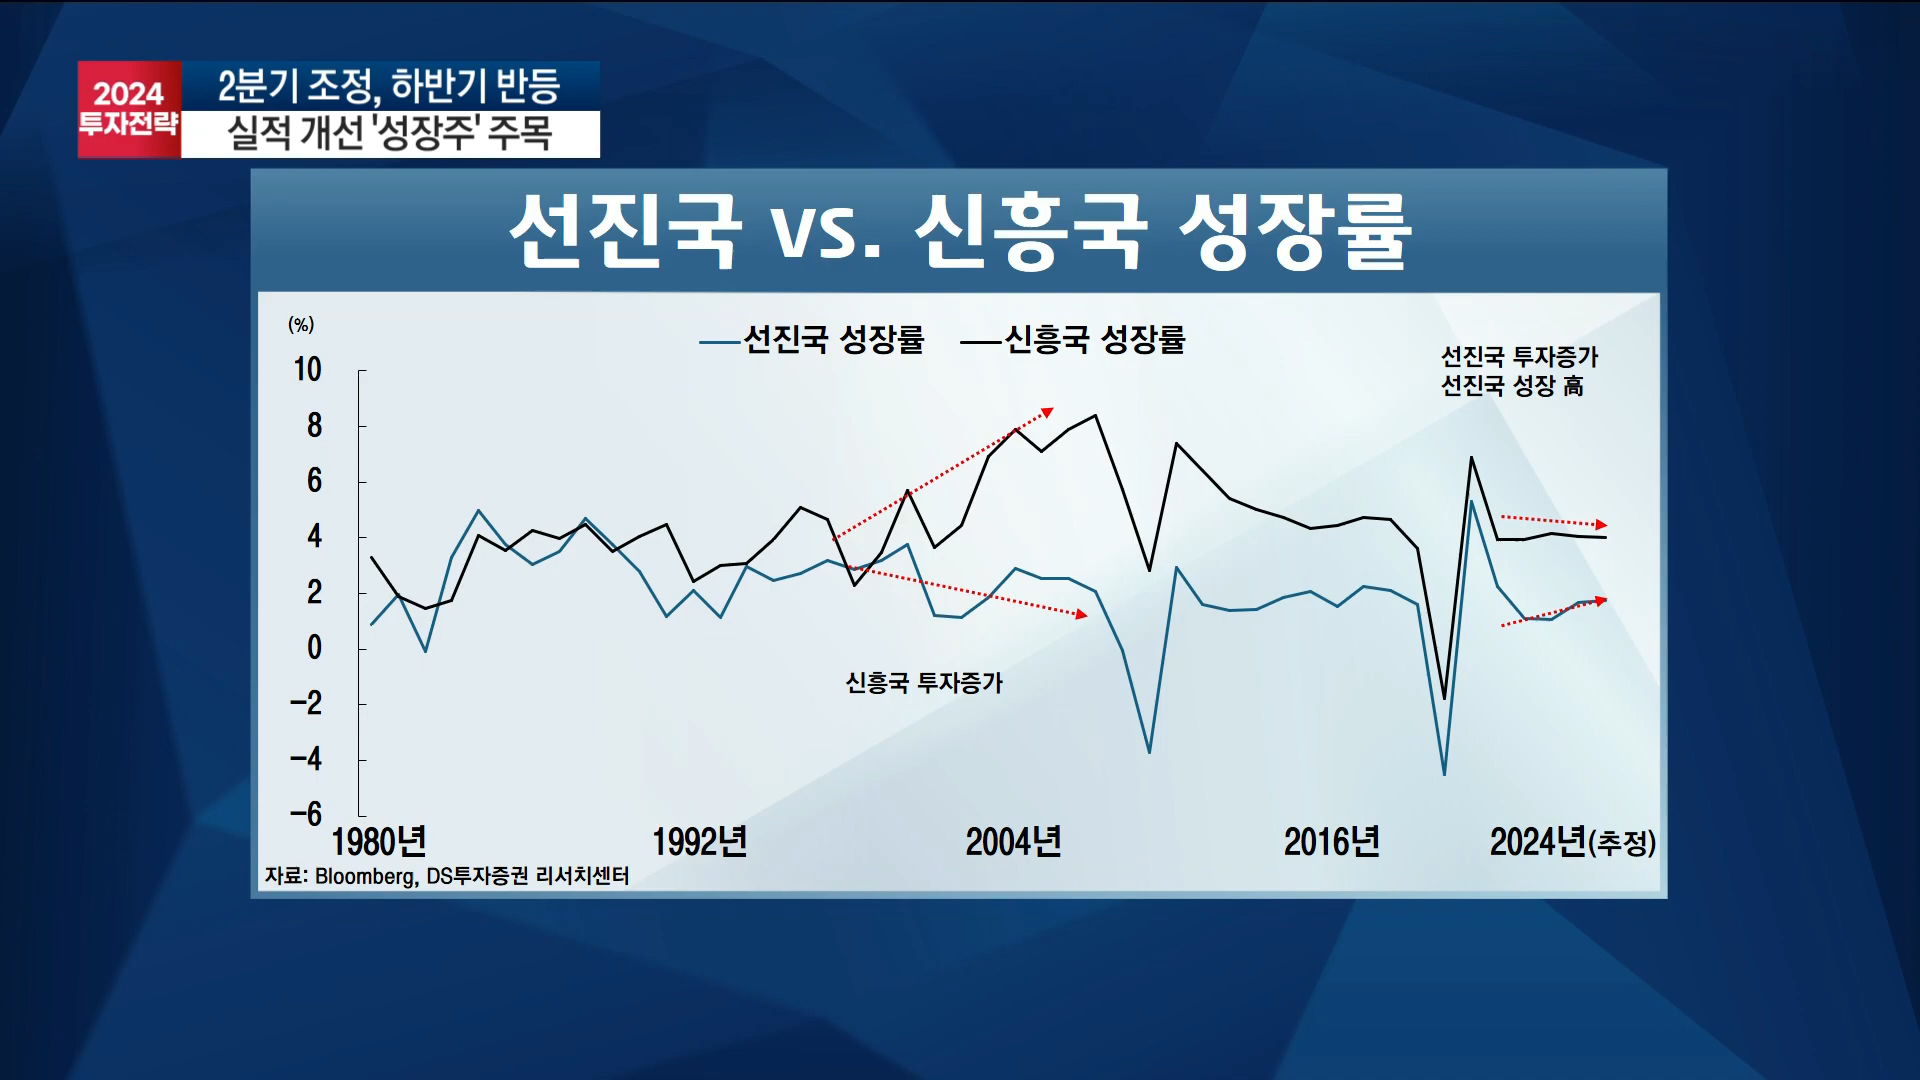 2024
투자전략
2분기 조정, 하반기 반등
실적 개선 '성장주' 주목
선진국 vs. 신흥국 성장률
(%)
선진국 성장률
신흥국 성장률
선진국 투자증가
선진국 성장 高
10
8
6
4
2
0
-2
-4
-6
신흥국 투자증가
1980년
1992년
2004년
2016년
2024년(추정)
자료: Bloomberg, DS투자증권 리서치센터